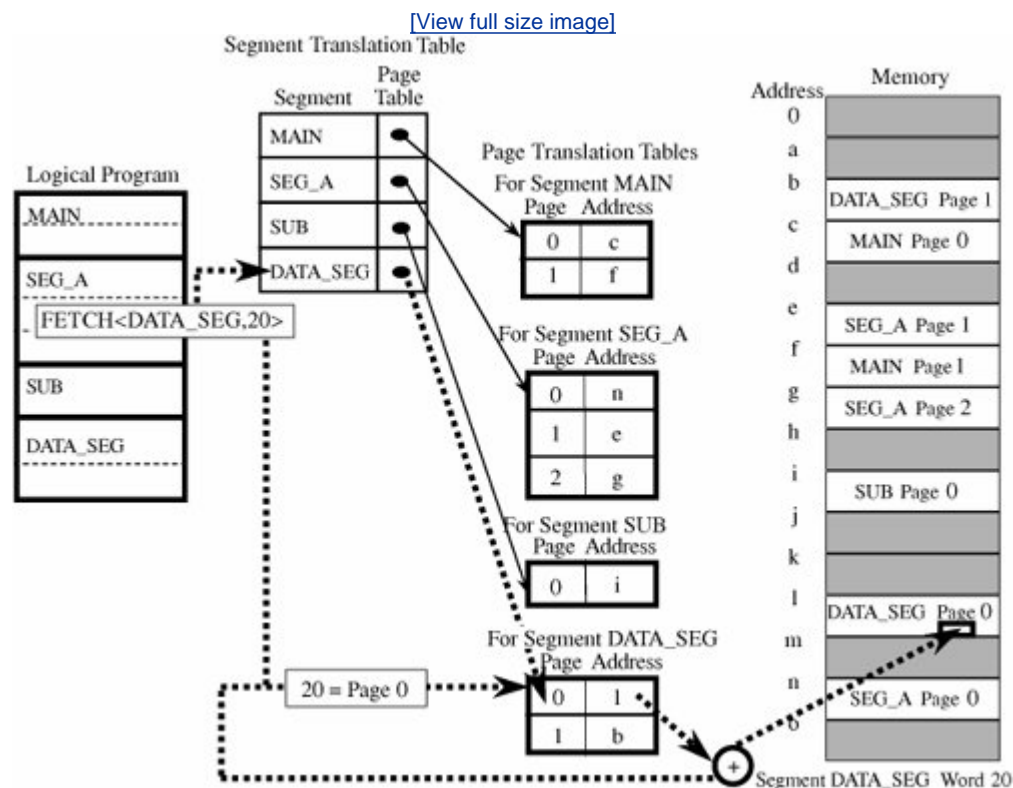 [View full size image]
Segment Translation Table
Segment
Page
Table
MAIN
SEG_A
SUB
DATA_SEG
Logical Program
MAIN
SEG_A
FETCH<DATA_SEG,20>
SUB
DATA_SEG
Page Translation Tables
For Segment MAIN
Page Address
0 c
1 f
For Segment SEG_A
Page Address
0 n
1 e
2 g
For Segment SUB
Page Address
0 i
For Segment DATA_SEG
Page Address
0 l
1 b
20 = Page 0
+
Address
Memory
0
a
b
DATA_SEG Page 1
c
MAIN Page 0
d
e
SEG_A Page 1
f
MAIN Page 1
g
SEG_A Page 2
h
i
SUB Page 0
j
k
l
DATA_SEG Page 0
m
n
SEG_A Page 0
o
Segment DATA_SEG Word 20